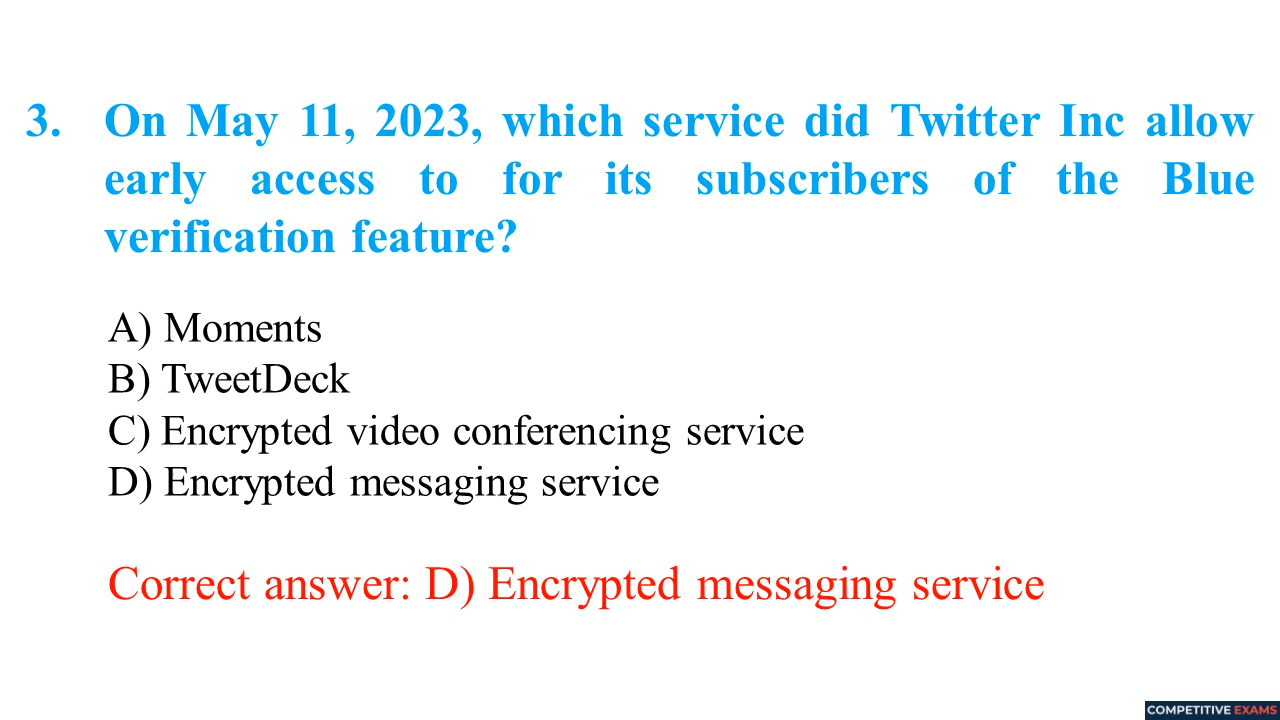 3. On May 11, 2023, which service did Twitter Inc allow
early access to for its subscribers of the Blue
verification feature?
A) Moments
B) TweetDeck
C) Encrypted video conferencing service
D) Encrypted messaging service
Correct answer: D) Encrypted messaging service
COMPETITIVE EXAMS